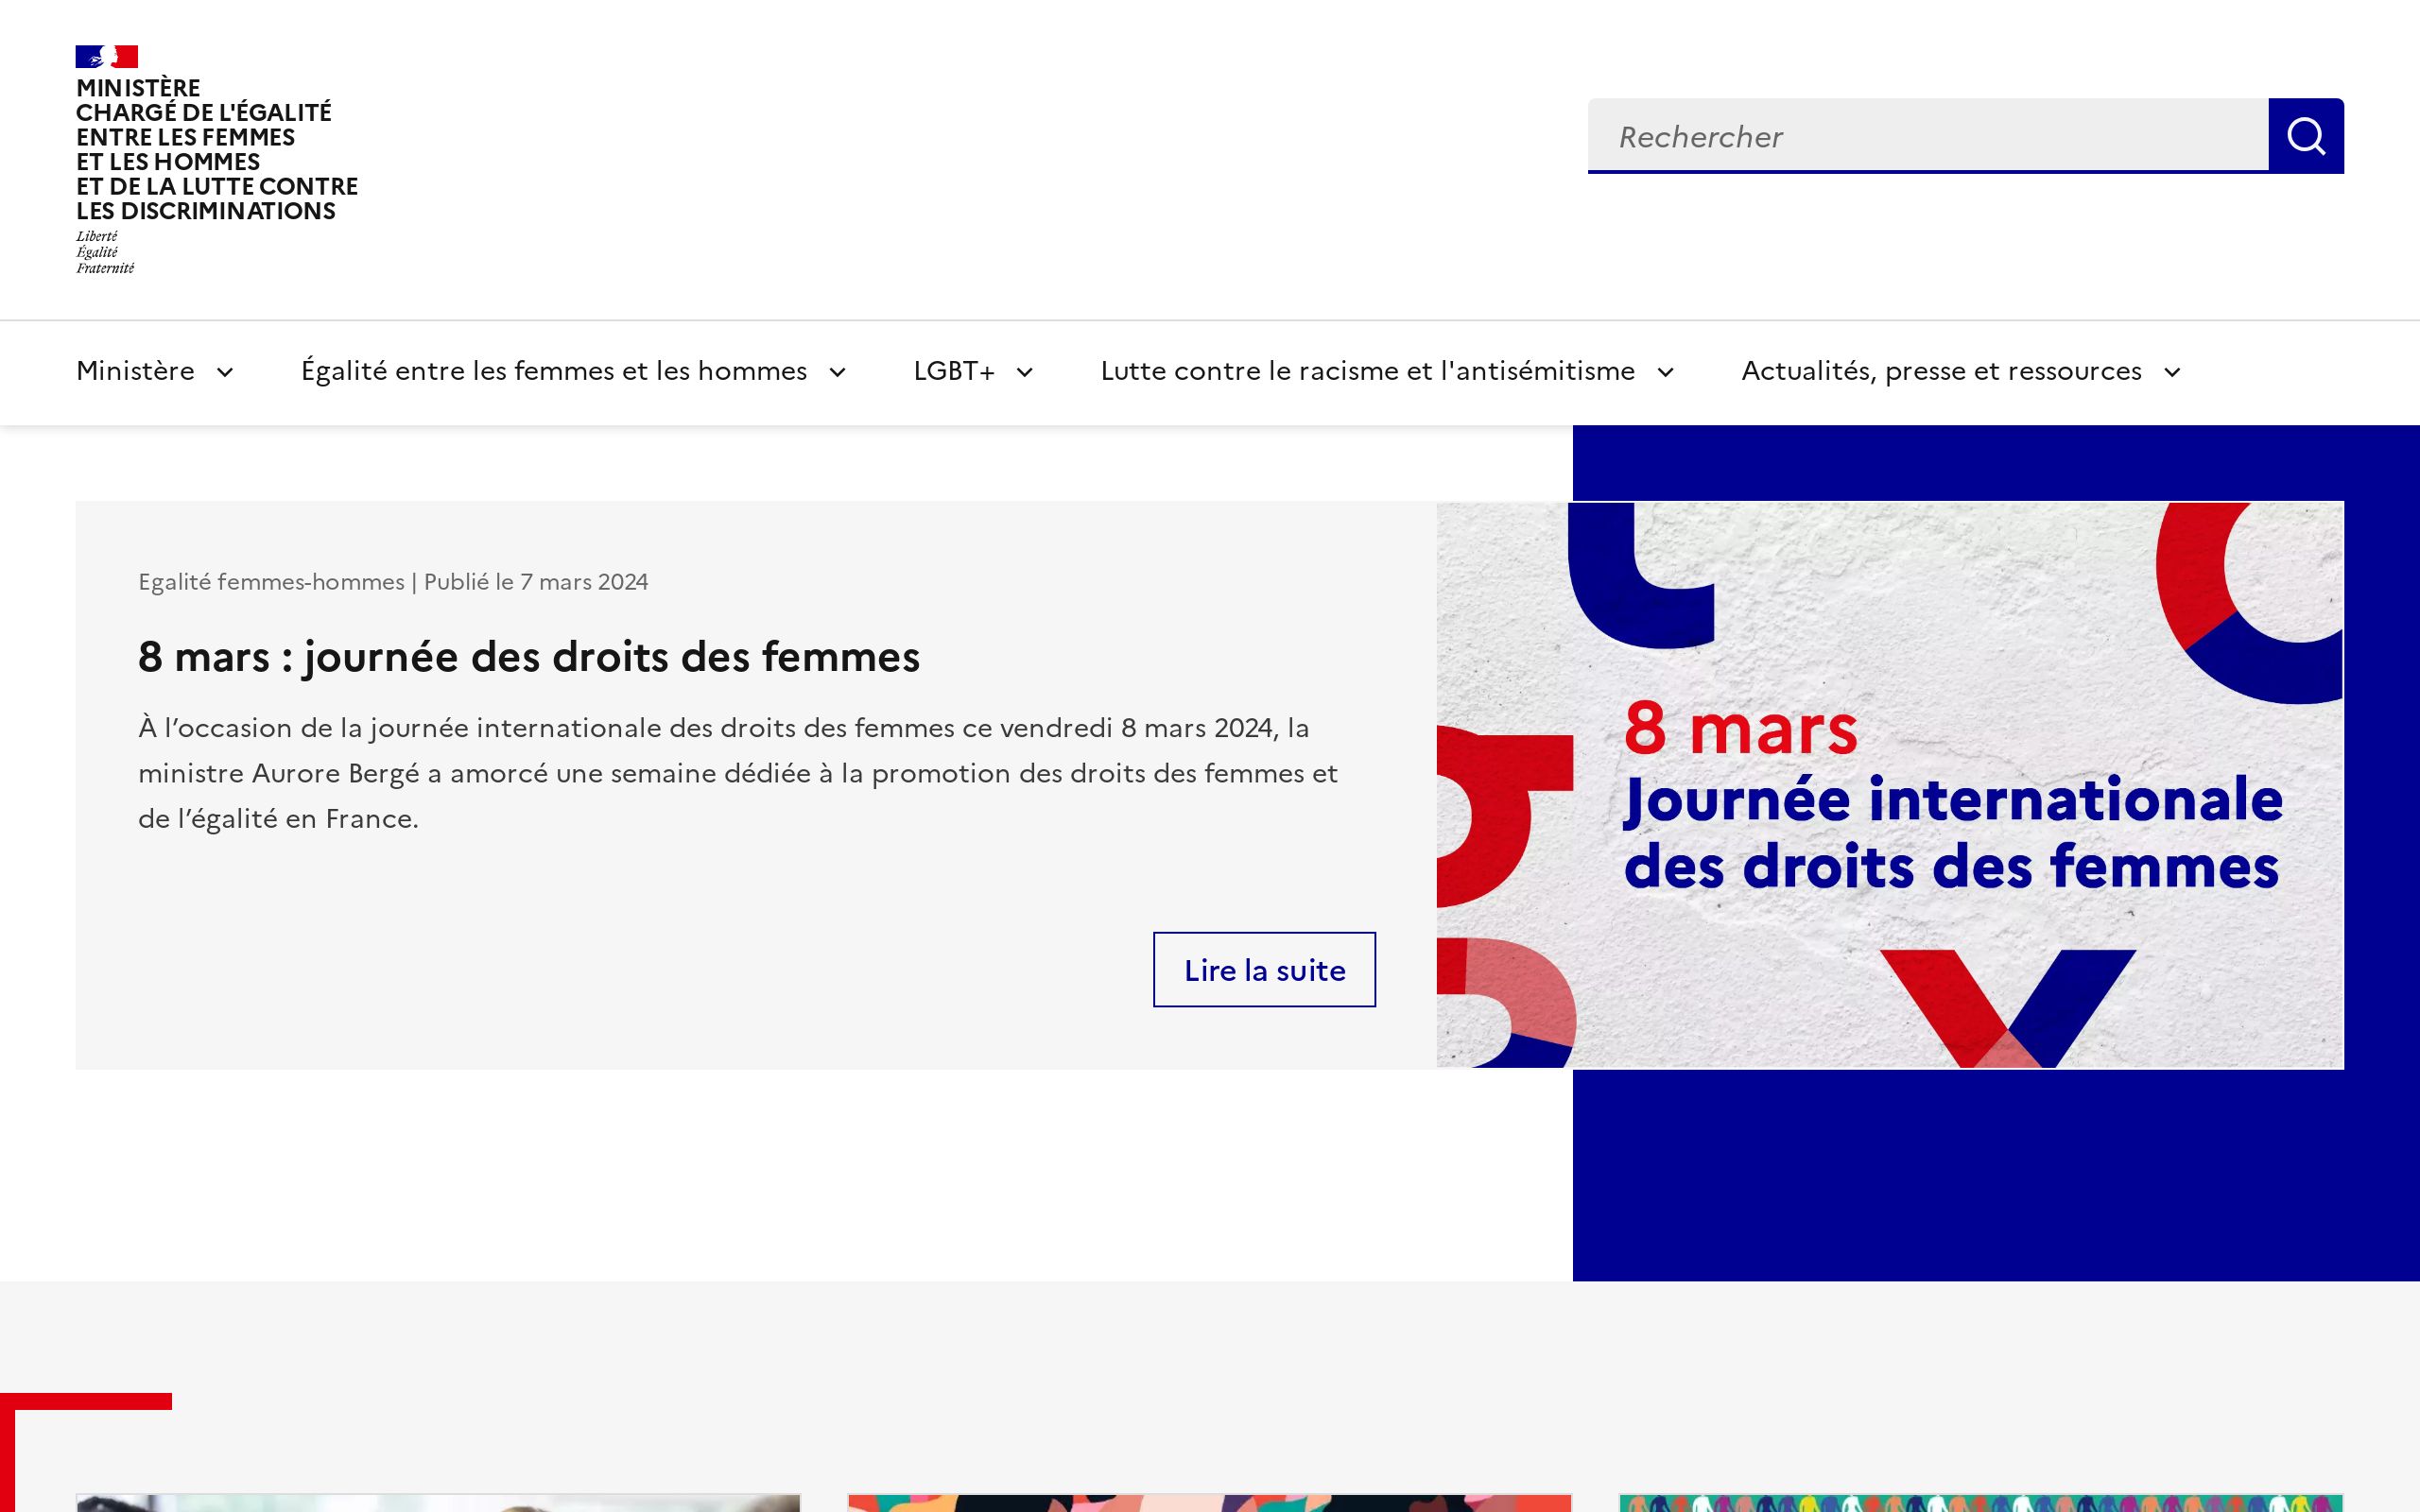 MINISTÈRE
CHARGÉ DE L'ÉGALITÉ
ENTRE LES FEMMES
ET LES HOMMES
ET DE LA LUTTE CONTRE
LES DISCRIMINATIONS
Liberté
Égalité
Fraternité
Rechercher
Ministère
Égalité entre les femmes et les hommes
LGBT+
Lutte contre le racisme et l'antisémitisme
Actualités, presse et ressources
Egalité femmes-hommes | Publié le 7 mars 2024
8 mars : journée des droits des femmes
À l’occasion de la journée internationale des droits des femmes ce vendredi 8 mars 2024, la
ministre Aurore Bergé a amorcé une semaine dédiée à la promotion des droits des femmes et
de l’égalité en France.
Lire la suite
8 mars
Journée internationale
des droits des femmes